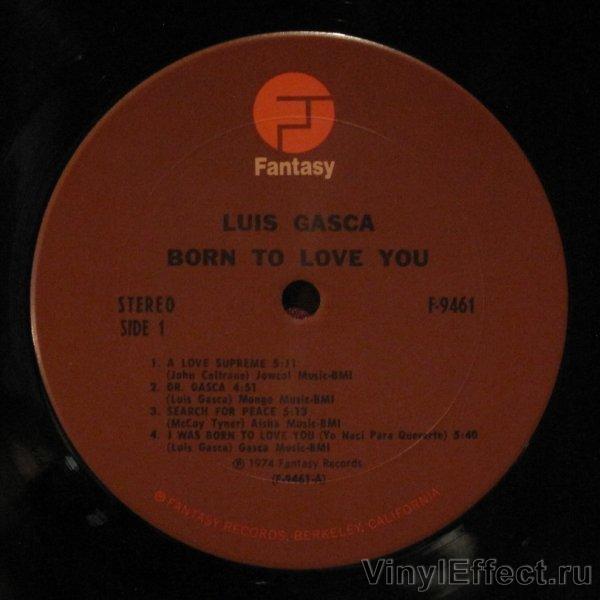 Fantasy
LUIS GASCA
BORN TO LOVE YOU
STEREO
SIDE 1
F-9461
1. A LOVE SUPREME 5:11
(John Coltrane) Jowcol Music-BMI
2. DR. GASCA 4:51
(Luis Gasca) Mongo Music-BMI
3. SEARCH FOR PEACE 5:13
(McCoy Tyner) Aisha Music-BMI
4. I WAS BORN TO LOVE YOU (Yo Naci Para Quererte) 5:40
(Luis Gasca) Gasca Music-BMI
℗ 1974 Fantasy Records
(F-9461-A)
® FANTASY RECORDS, BERKELEY, CALIFORNIA
VinylEffect.ru